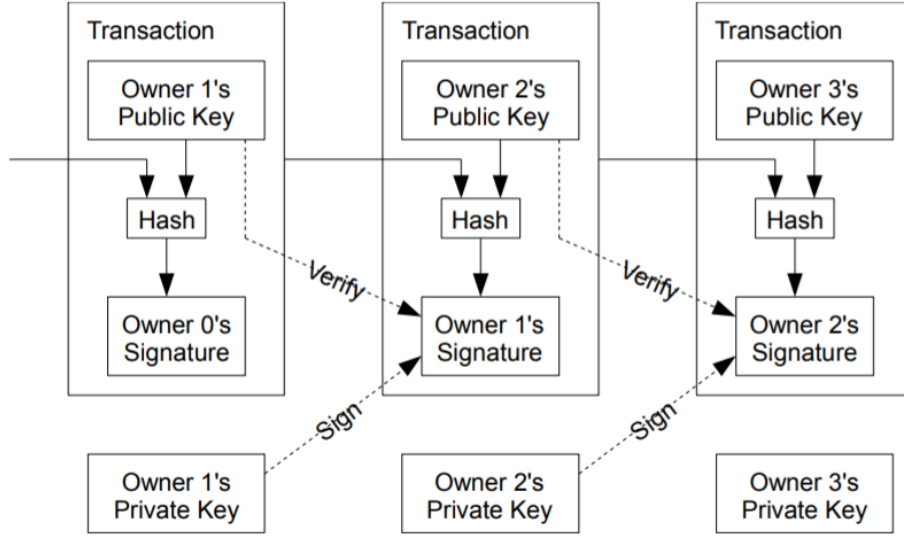 Transaction
Owner 1's
Public Key
Hash
Owner 0's
Signature
Transaction
Owner 2's
Public Key
Hash
Owner 1's
Signature
Transaction
Owner 3's
Public Key
Hash
Owner 2's
Signature
Verify
Verify
Sign
Sign
Owner 1's
Private Key
Owner 2's
Private Key
Owner 3's
Private Key